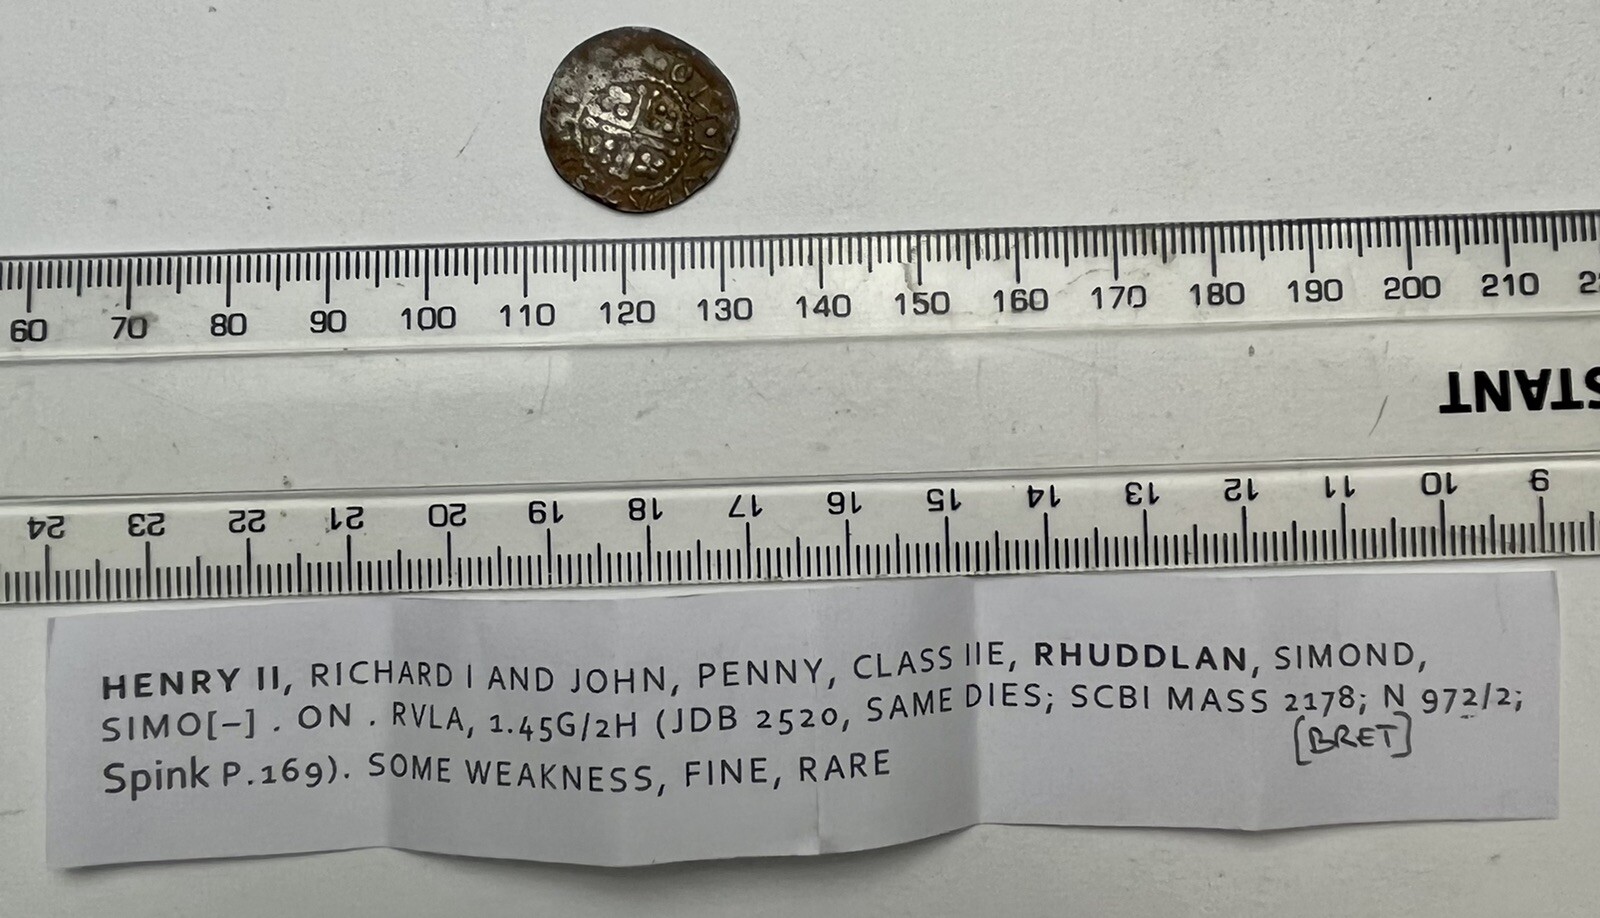 60 70 80 90 100 110 120 130 140 150 160 170 180 190 200 210
STANT
24 23 22 21 20 19 18 17 16 15 14 13 12 11 10 9
HENRY II, RICHARD I AND JOHN, PENNY, CLASS IIE, RHUDDLAN, SIMOND,
SIMO[–] . ON . RVLA, 1.45G/2H (JDB 2520, SAME DIES; SCBI MASS 2178; N 972/2;
[BRET]
Spink P.169). SOME WEAKNESS, FINE, RARE